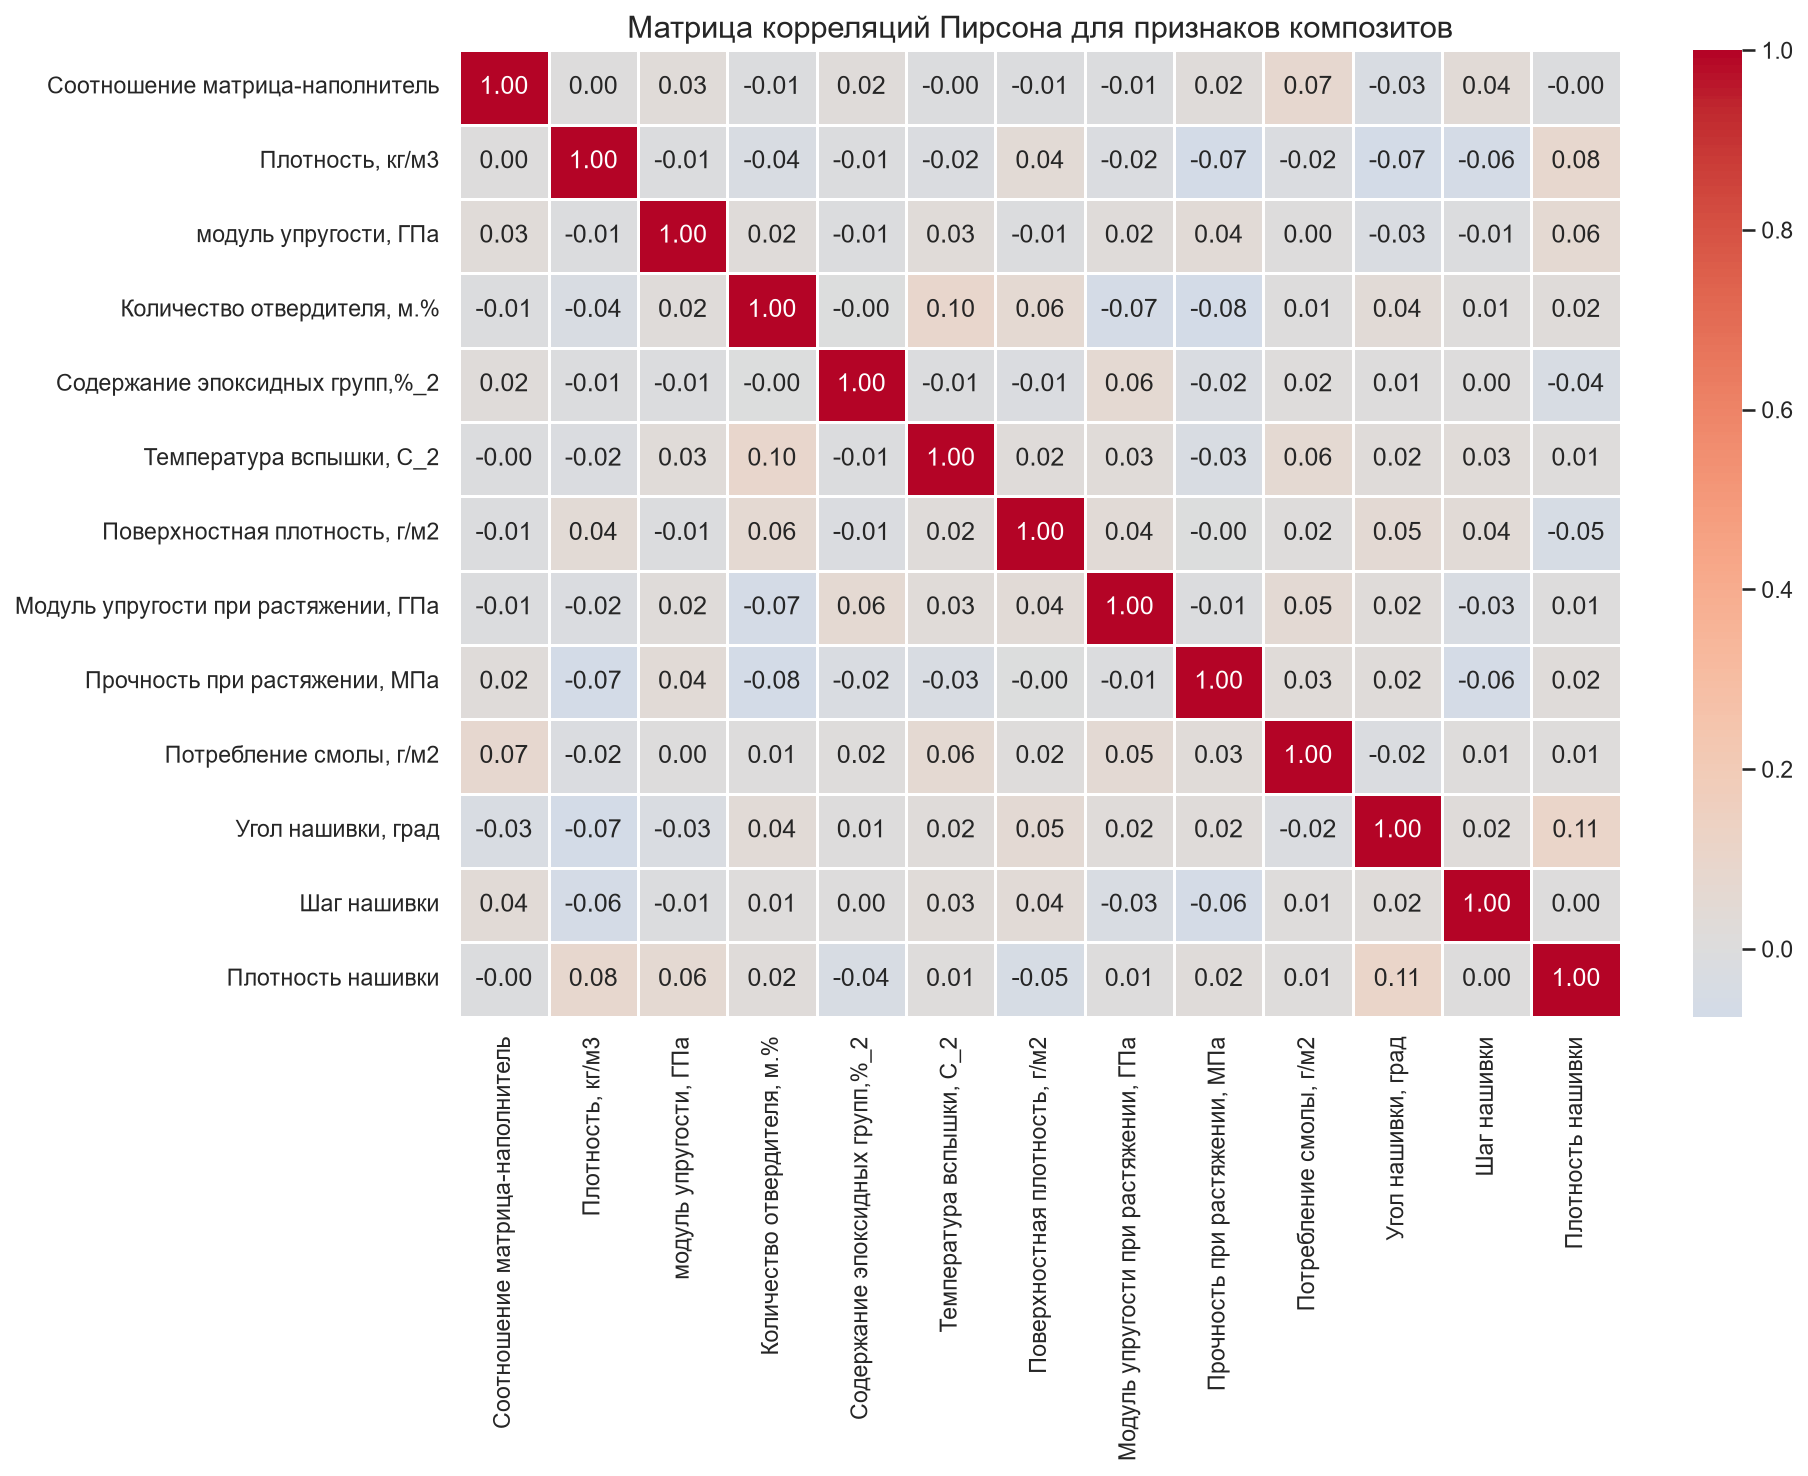 Матрица корреляций Пирсона для признаков композитов
Соотношение матрица-наполнитель 1.00 0.00 0.03 -0.01 0.02 -0.00 -0.01 -0.01 0.02 0.07 -0.03 0.04 -0.00
Плотность, кг/м3 0.00 1.00 -0.01 -0.04 -0.01 -0.02 0.04 -0.02 -0.07 -0.02 -0.07 -0.06 0.08
модуль упругости, ГПа 0.03 -0.01 1.00 0.02 -0.01 0.03 -0.01 0.02 0.04 0.00 -0.03 -0.01 0.06
Количество отвердителя, м.% -0.01 -0.04 0.02 1.00 -0.00 0.10 0.06 -0.07 -0.08 0.01 0.04 0.01 0.02
Содержание эпоксидных групп,%_2 0.02 -0.01 -0.01 -0.00 1.00 -0.01 -0.01 0.06 -0.02 0.02 0.01 0.00 -0.04
Температура вспышки, С_2 -0.00 -0.02 0.03 0.10 -0.01 1.00 0.02 0.03 -0.03 0.06 0.02 0.03 0.01
Поверхностная плотность, г/м2 -0.01 0.04 -0.01 0.06 -0.01 0.02 1.00 0.04 -0.00 0.02 0.05 0.04 -0.05
Модуль упругости при растяжении, ГПа -0.01 -0.02 0.02 -0.07 0.06 0.03 0.04 1.00 -0.01 0.05 0.02 -0.03 0.01
Прочность при растяжении, МПа 0.02 -0.07 0.04 -0.08 -0.02 -0.03 -0.00 -0.01 1.00 0.03 0.02 -0.06 0.02
Потребление смолы, г/м2 0.07 -0.02 0.00 0.01 0.02 0.06 0.02 0.05 0.03 1.00 -0.02 0.01 0.01
Угол нашивки, град -0.03 -0.07 -0.03 0.04 0.01 0.02 0.05 0.02 0.02 -0.02 1.00 0.02 0.11
Шаг нашивки 0.04 -0.06 -0.01 0.01 0.00 0.03 0.04 -0.03 -0.06 0.01 0.02 1.00 0.00
Плотность нашивки -0.00 0.08 0.06 0.02 -0.04 0.01 -0.05 0.01 0.02 0.01 0.11 0.00 1.00
Соотношение матрица-наполнитель
Плотность, кг/м3
модуль упругости, ГПа
Количество отвердителя, м.%
Содержание эпоксидных групп,%_2
Температура вспышки, С_2
Поверхностная плотность, г/м2
Модуль упругости при растяжении, ГПа
Прочность при растяжении, МПа
Потребление смолы, г/м2
Угол нашивки, град
Шаг нашивки
Плотность нашивки
1.0
0.8
0.6
0.4
0.2
0.0